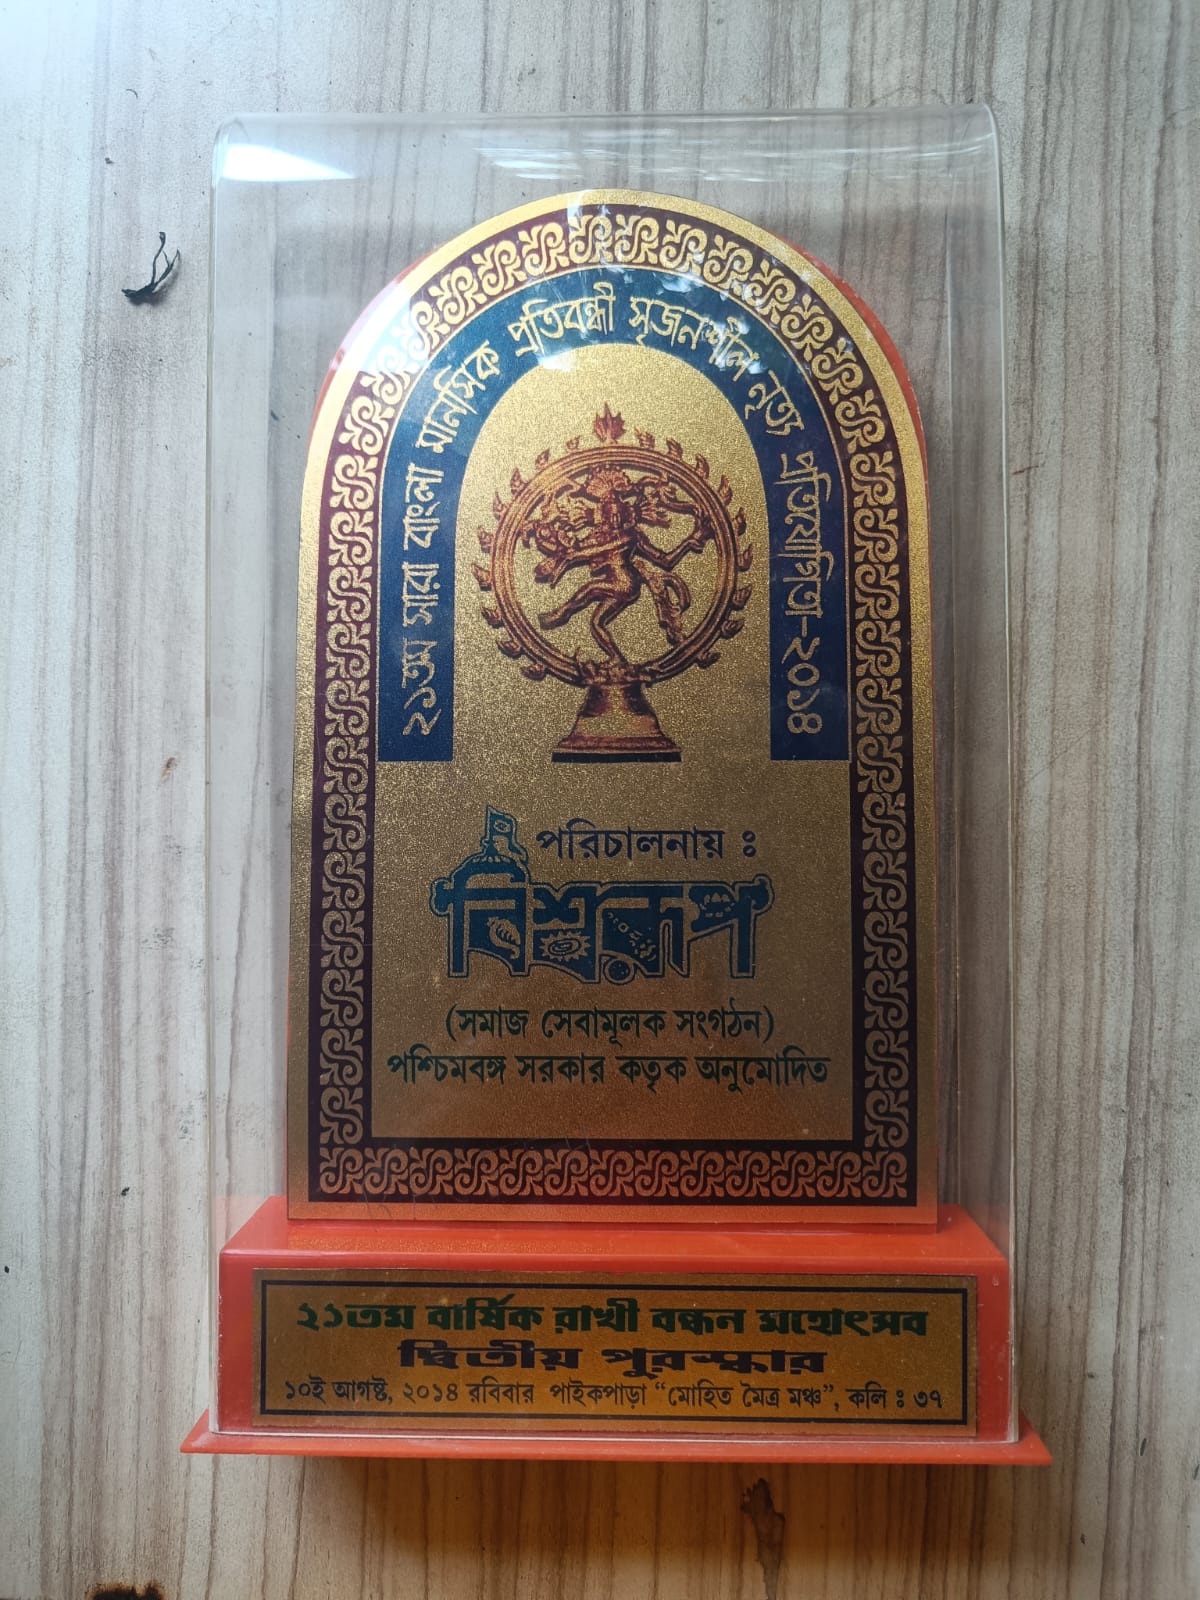 ২১তম সারা বাংলা মানসিক প্রতিবন্ধী সৃজনশীল নৃত্য প্রতিযোগিতা-২০১৪
পরিচালনায় ঃ
বিশ্বরূপ
(সমাজ সেবামূলক সংগঠন)
পশ্চিমবঙ্গ সরকার কতৃক অনুমোদিত
২১তম বার্ষিক রাখী বন্ধন মহোৎসব
দ্বিতীয় পুরস্কার
১০ই আগষ্ট, ২০১৪ রবিবার পাইকপাড়া “মোহিত মৈত্র মঞ্চ”, কলি ঃ ৩৭